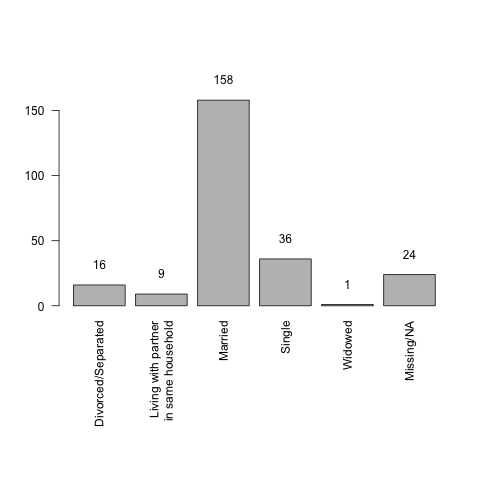 158
150
100
50
0
16
9
36
1
24
Divorced/Separated
Living with partner
in same household
Married
Single
Widowed
Missing/NA